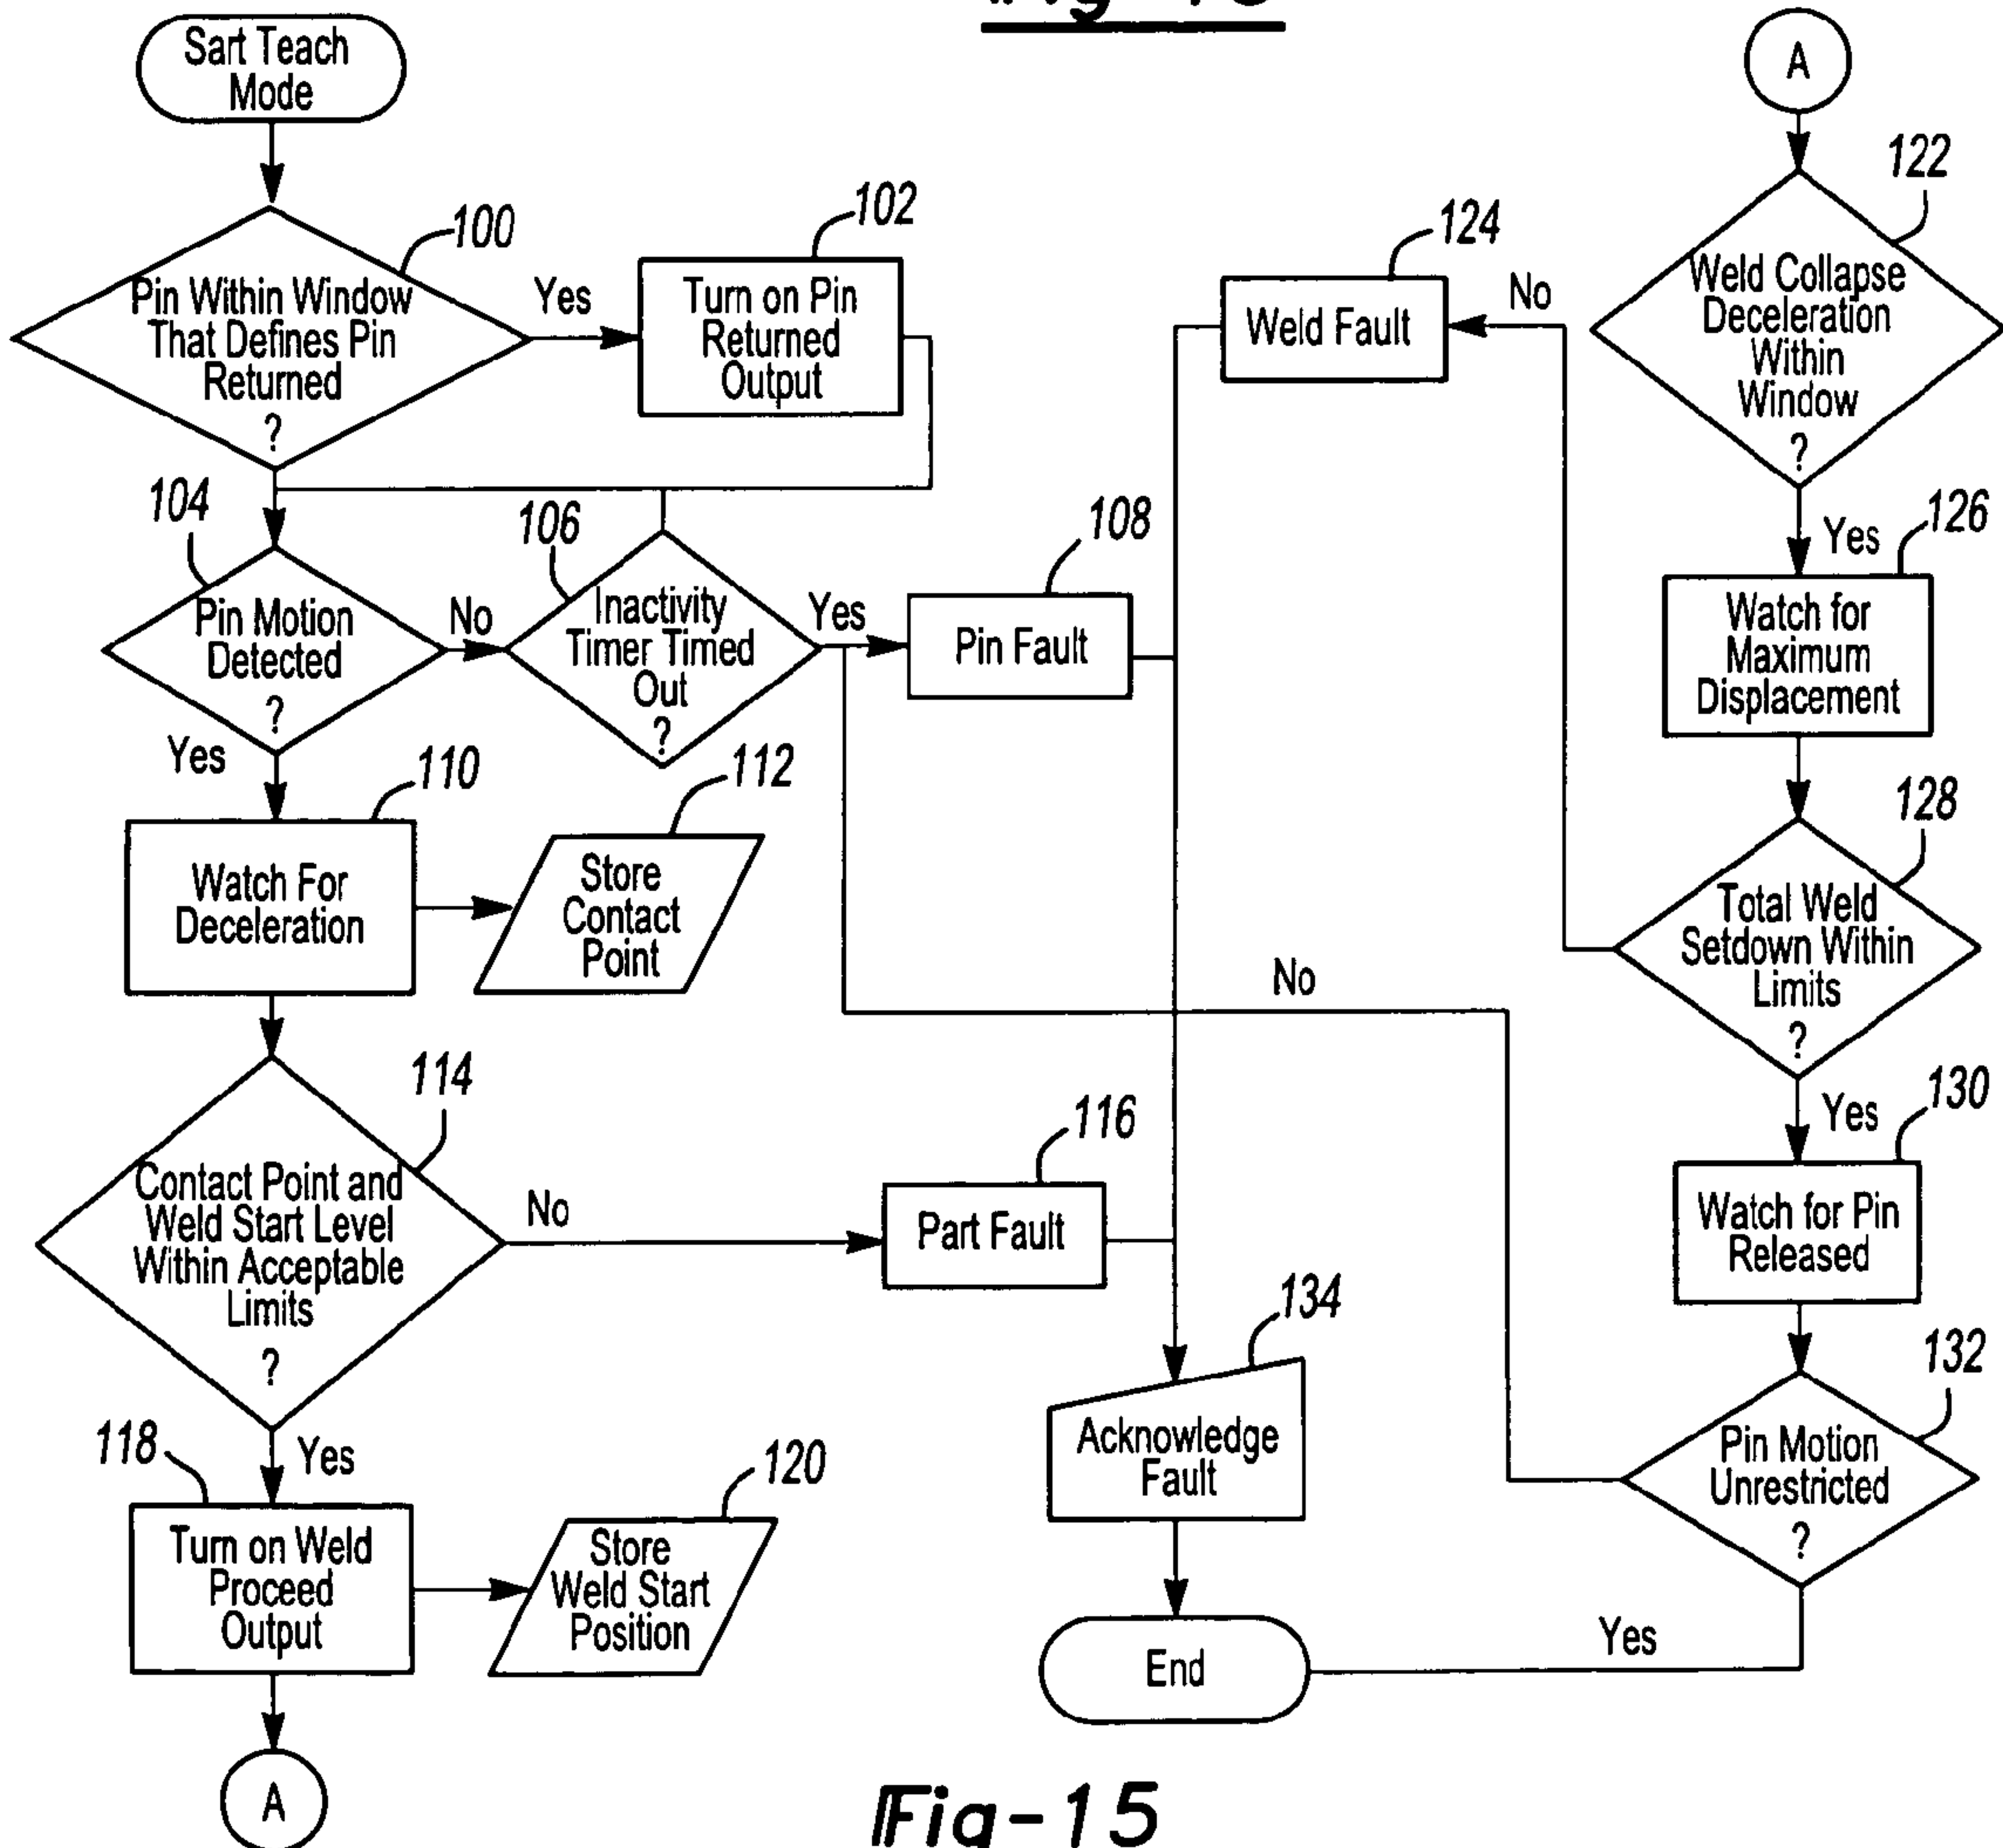 Sart Teach
Mode
100
Pin Within Window
That Defines Pin
Returned
?
Yes
102
Turn on Pin
Returned
Output
104
Pin Motion
Detected
?
No
106
Inactivity
Timer Timed
Out
?
Yes
108
Pin Fault
Yes
110
Watch For
Deceleration
112
Store
Contact
Point
114
Contact Point and
Weld Start Level
Within Acceptable
Limits
?
No
116
Part Fault
Yes
118
Turn on Weld
Proceed
Output
120
Store
Weld Start
Position
A
A
122
Weld Collapse
Deceleration
Within
Window
?
No
124
Weld Fault
Yes
126
Watch for
Maximum
Displacement
128
Total Weld
Setdown Within
Limits
?
Yes
130
Watch for Pin
Released
132
Pin Motion
Unrestricted
?
No
Yes
134
Acknowledge
Fault
End
Fig-15